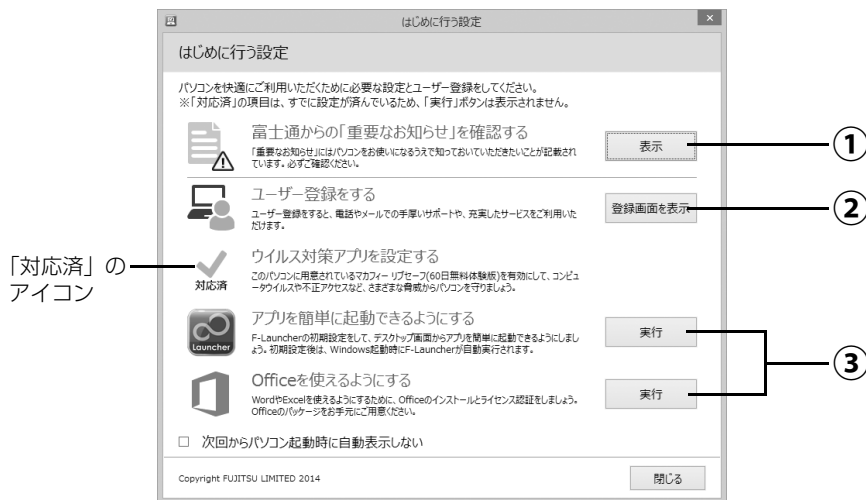 はじめに行う設定
はじめに行う設定
パソコンを快適にご利用いただくために必要な設定とユーザー登録をしてください。
※「対応済」の項目は、すでに設定が済んでいるため、「実行」ボタンは表示されません。
富士通からの「重要なお知らせ」を確認する
「重要なお知らせ」にはパソコンをお使いになるうえで知っておいていただきたいことが記載され
ています。必ずご確認ください。
表示
①
ユーザー登録をする
ユーザー登録をすると、電話やメールでの手厚いサポートや、充実したサービスをご利用いた
だけます。
登録画面を表示
②
「対応済」の
アイコン
対応済
ウイルス対策アプリを設定する
このパソコンに用意されているマカフィー リブセーフ(60日無料体験版)を有効にして、コンピュ
ータウイルスや不正アクセスなど、さまざまな脅威からパソコンを守りましょう。
Launcher
アプリを簡単に起動できるようにする
F-Launcherの初期設定をして、デスクトップ画面からアプリを簡単に起動できるようにしまし
ょう。初期設定後は、Windows起動時にF-Launcherが自動実行されます。
実行
③
Officeを使えるようにする
WordやExcelを使えるようにするために、Officeのインストールとライセンス認証をしましょう。
Officeのパッケージをお手元にご用意ください。
実行
次回からパソコン起動時に自動表示しない
Copyright FUJITSU LIMITED 2014
閉じる